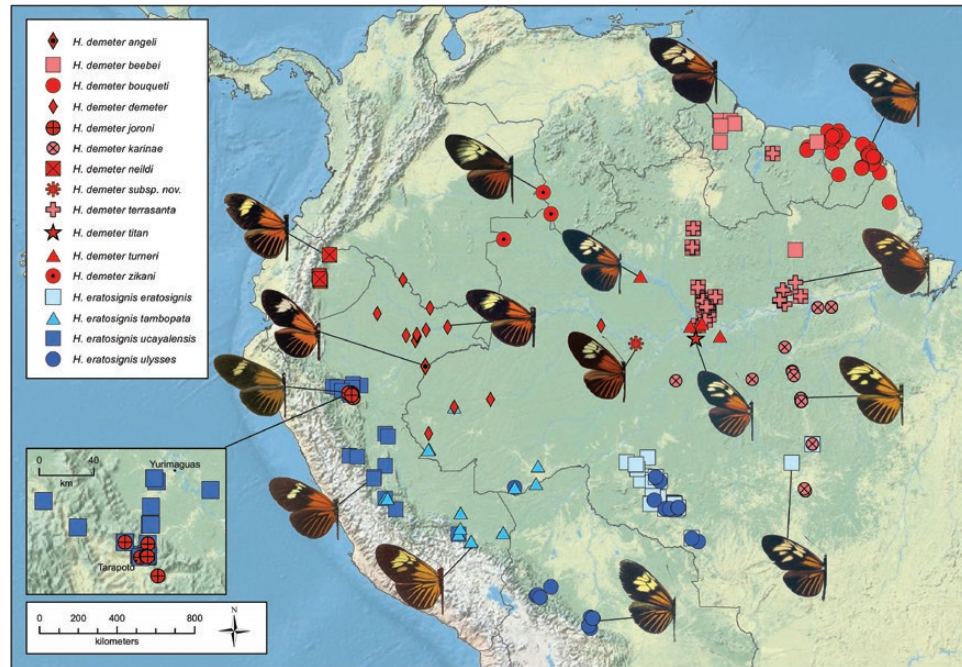 H. demeter angeli
H. demeter beebei
H. demeter bouqueti
H. demeter demeter
H. demeter joroni
H. demeter karinae
H. demeter neildi
H. demeter subsp. nov.
H. demeter terrasanta
H. demeter titan
H. demeter turneri
H. demeter zikani
H. eratosignis eratosignis
H. eratosignis tambopata
H. eratosignis ucayalensis
H. eratosignis ulysses
0 40
km
Yurimaguas
Tarapoto
0 200 400 600 800
kilometers
N